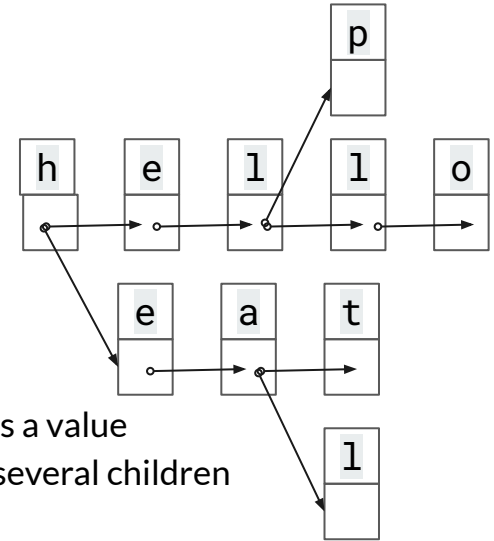 p
h e l l o
e a t
s a value
l
several children